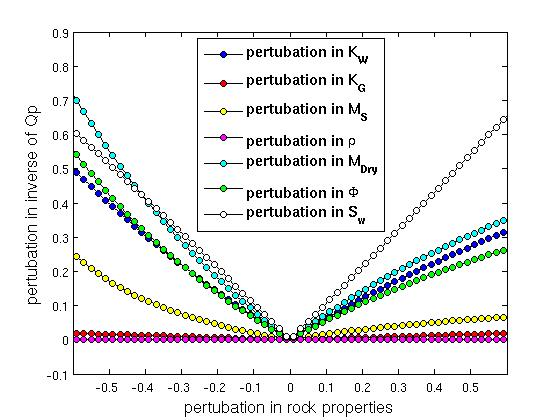 0.9
0.8
0.7
0.6
0.5
0.4
0.3
0.2
0.1
0
-0.1
pertubation in inverse of Qp
pertubation in K_W
pertubation in K_G
pertubation in M_S
pertubation in ρ
pertubation in M_Dry
pertubation in Φ
pertubation in S_w
-0.5 -0.4 -0.3 -0.2 -0.1 0 0.1 0.2 0.3 0.4 0.5
pertubation in rock properties